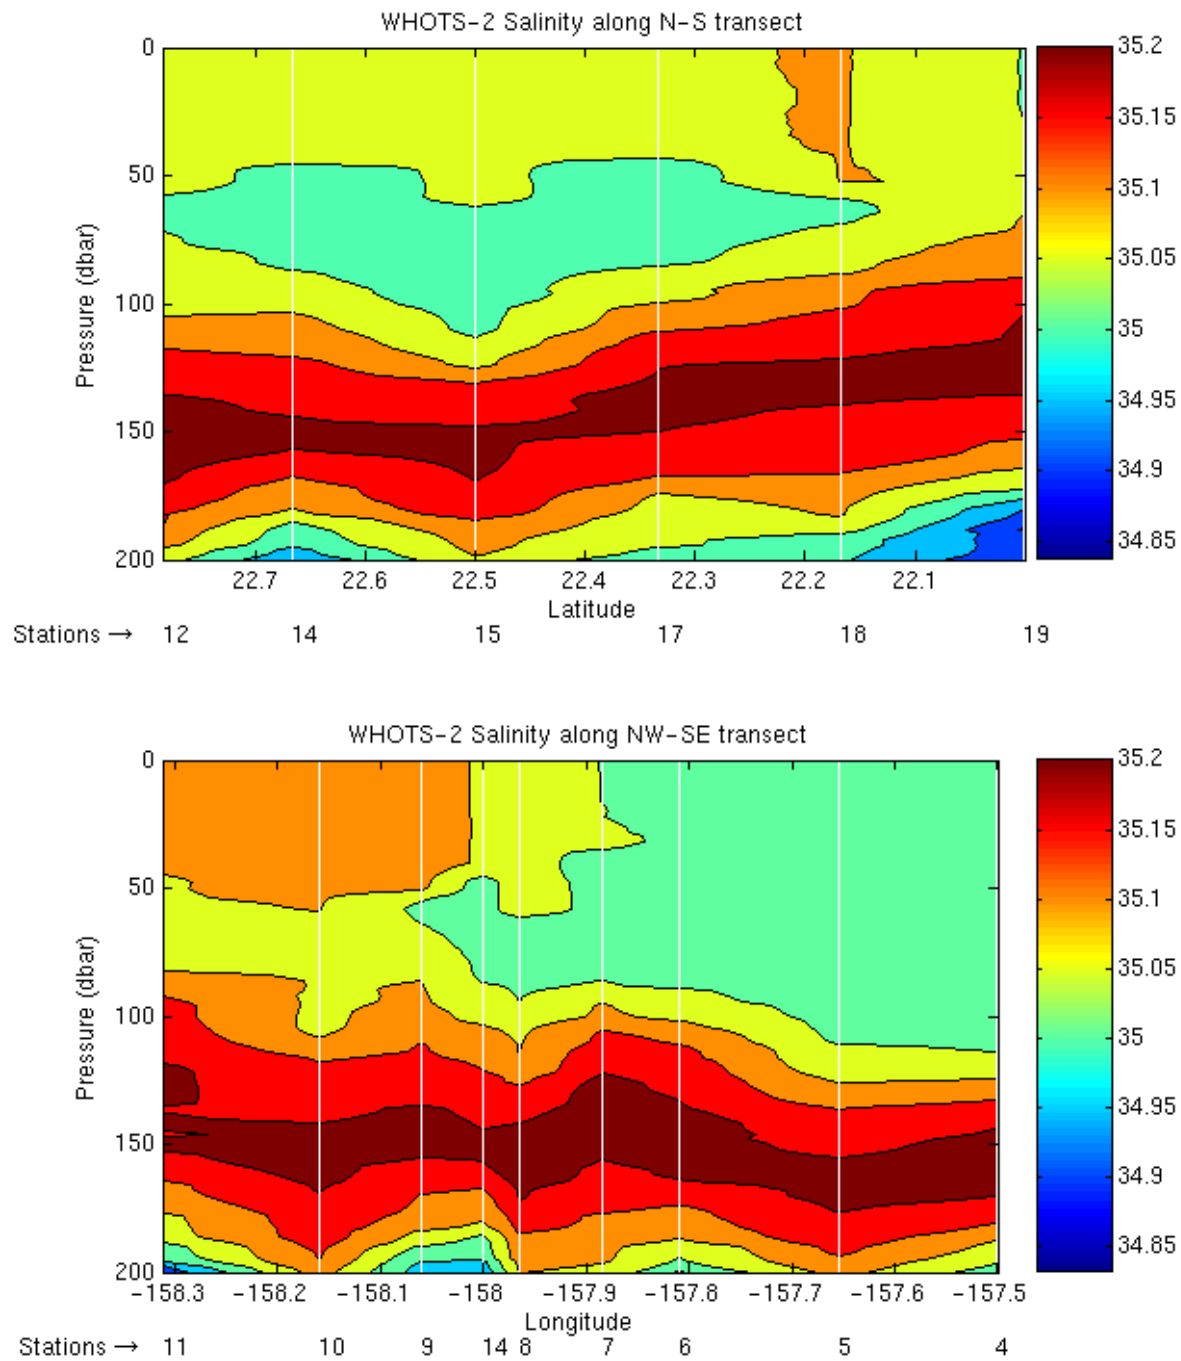 WHOTS-2 Salinity along N-S transect
0
50
100
150
200
Pressure (dbar)
22.7 22.6 22.5 22.4 22.3 22.2 22.1
Latitude
Stations → 12 14 15 17 18 19
35.2
35.15
35.1
35.05
35
34.95
34.9
34.85
WHOTS-2 Salinity along NW-SE transect
0
50
100
150
200
Pressure (dbar)
-158.3 -158.2 -158.1 -158 -157.9 -157.8 -157.7 -157.6 -157.5
Longitude
Stations → 11 10 9 14 8 7 6 5 4
35.2
35.15
35.1
35.05
35
34.95
34.9
34.85